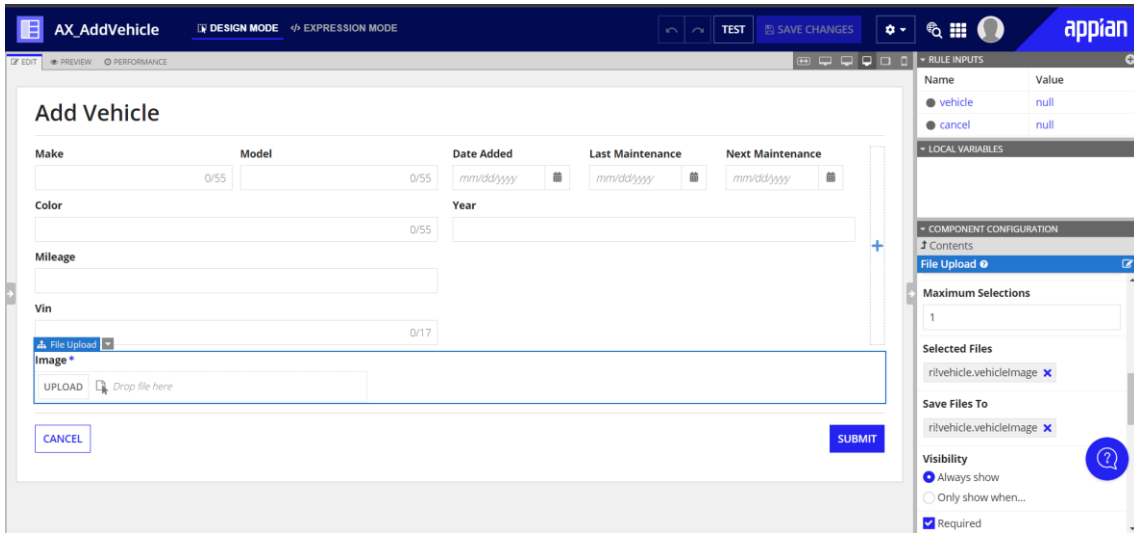 AX_AddVehicle DESIGN MODE </> EXPRESSION MODE TEST SAVE CHANGES appian
EDIT PREVIEW PERFORMANCE
Add Vehicle
Make Model Date Added Last Maintenance Next Maintenance
0/55 0/55 mm/dd/yyyy mm/dd/yyyy mm/dd/yyyy
Color Year
0/55
Mileage
Vin
0/17
File Upload
Image*
UPLOAD Drop file here
CANCEL SUBMIT
RULE INPUTS
Name Value
vehicle null
cancel null
LOCAL VARIABLES
COMPONENT CONFIGURATION
Contents
File Upload
Maximum Selections
1
Selected Files
ri!vehicle.vehicleImage
Save Files To
ri!vehicle.vehicleImage
Visibility
Always show
Only show when...
Required